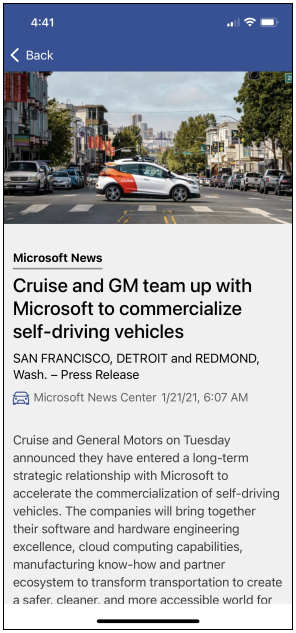 4:41
Back
Microsoft News
Cruise and GM team up with
Microsoft to commercialize
self-driving vehicles
SAN FRANCISCO, DETROIT and REDMOND,
Wash. – Press Release
Microsoft News Center 1/21/21, 6:07 AM
Cruise and General Motors on Tuesday
announced they have entered a long-term
strategic relationship with Microsoft to
accelerate the commercialization of self-driving
vehicles. The companies will bring together
their software and hardware engineering
excellence, cloud computing capabilities,
manufacturing know-how and partner
ecosystem to transform transportation to create
a safer, cleaner, and more accessible world for